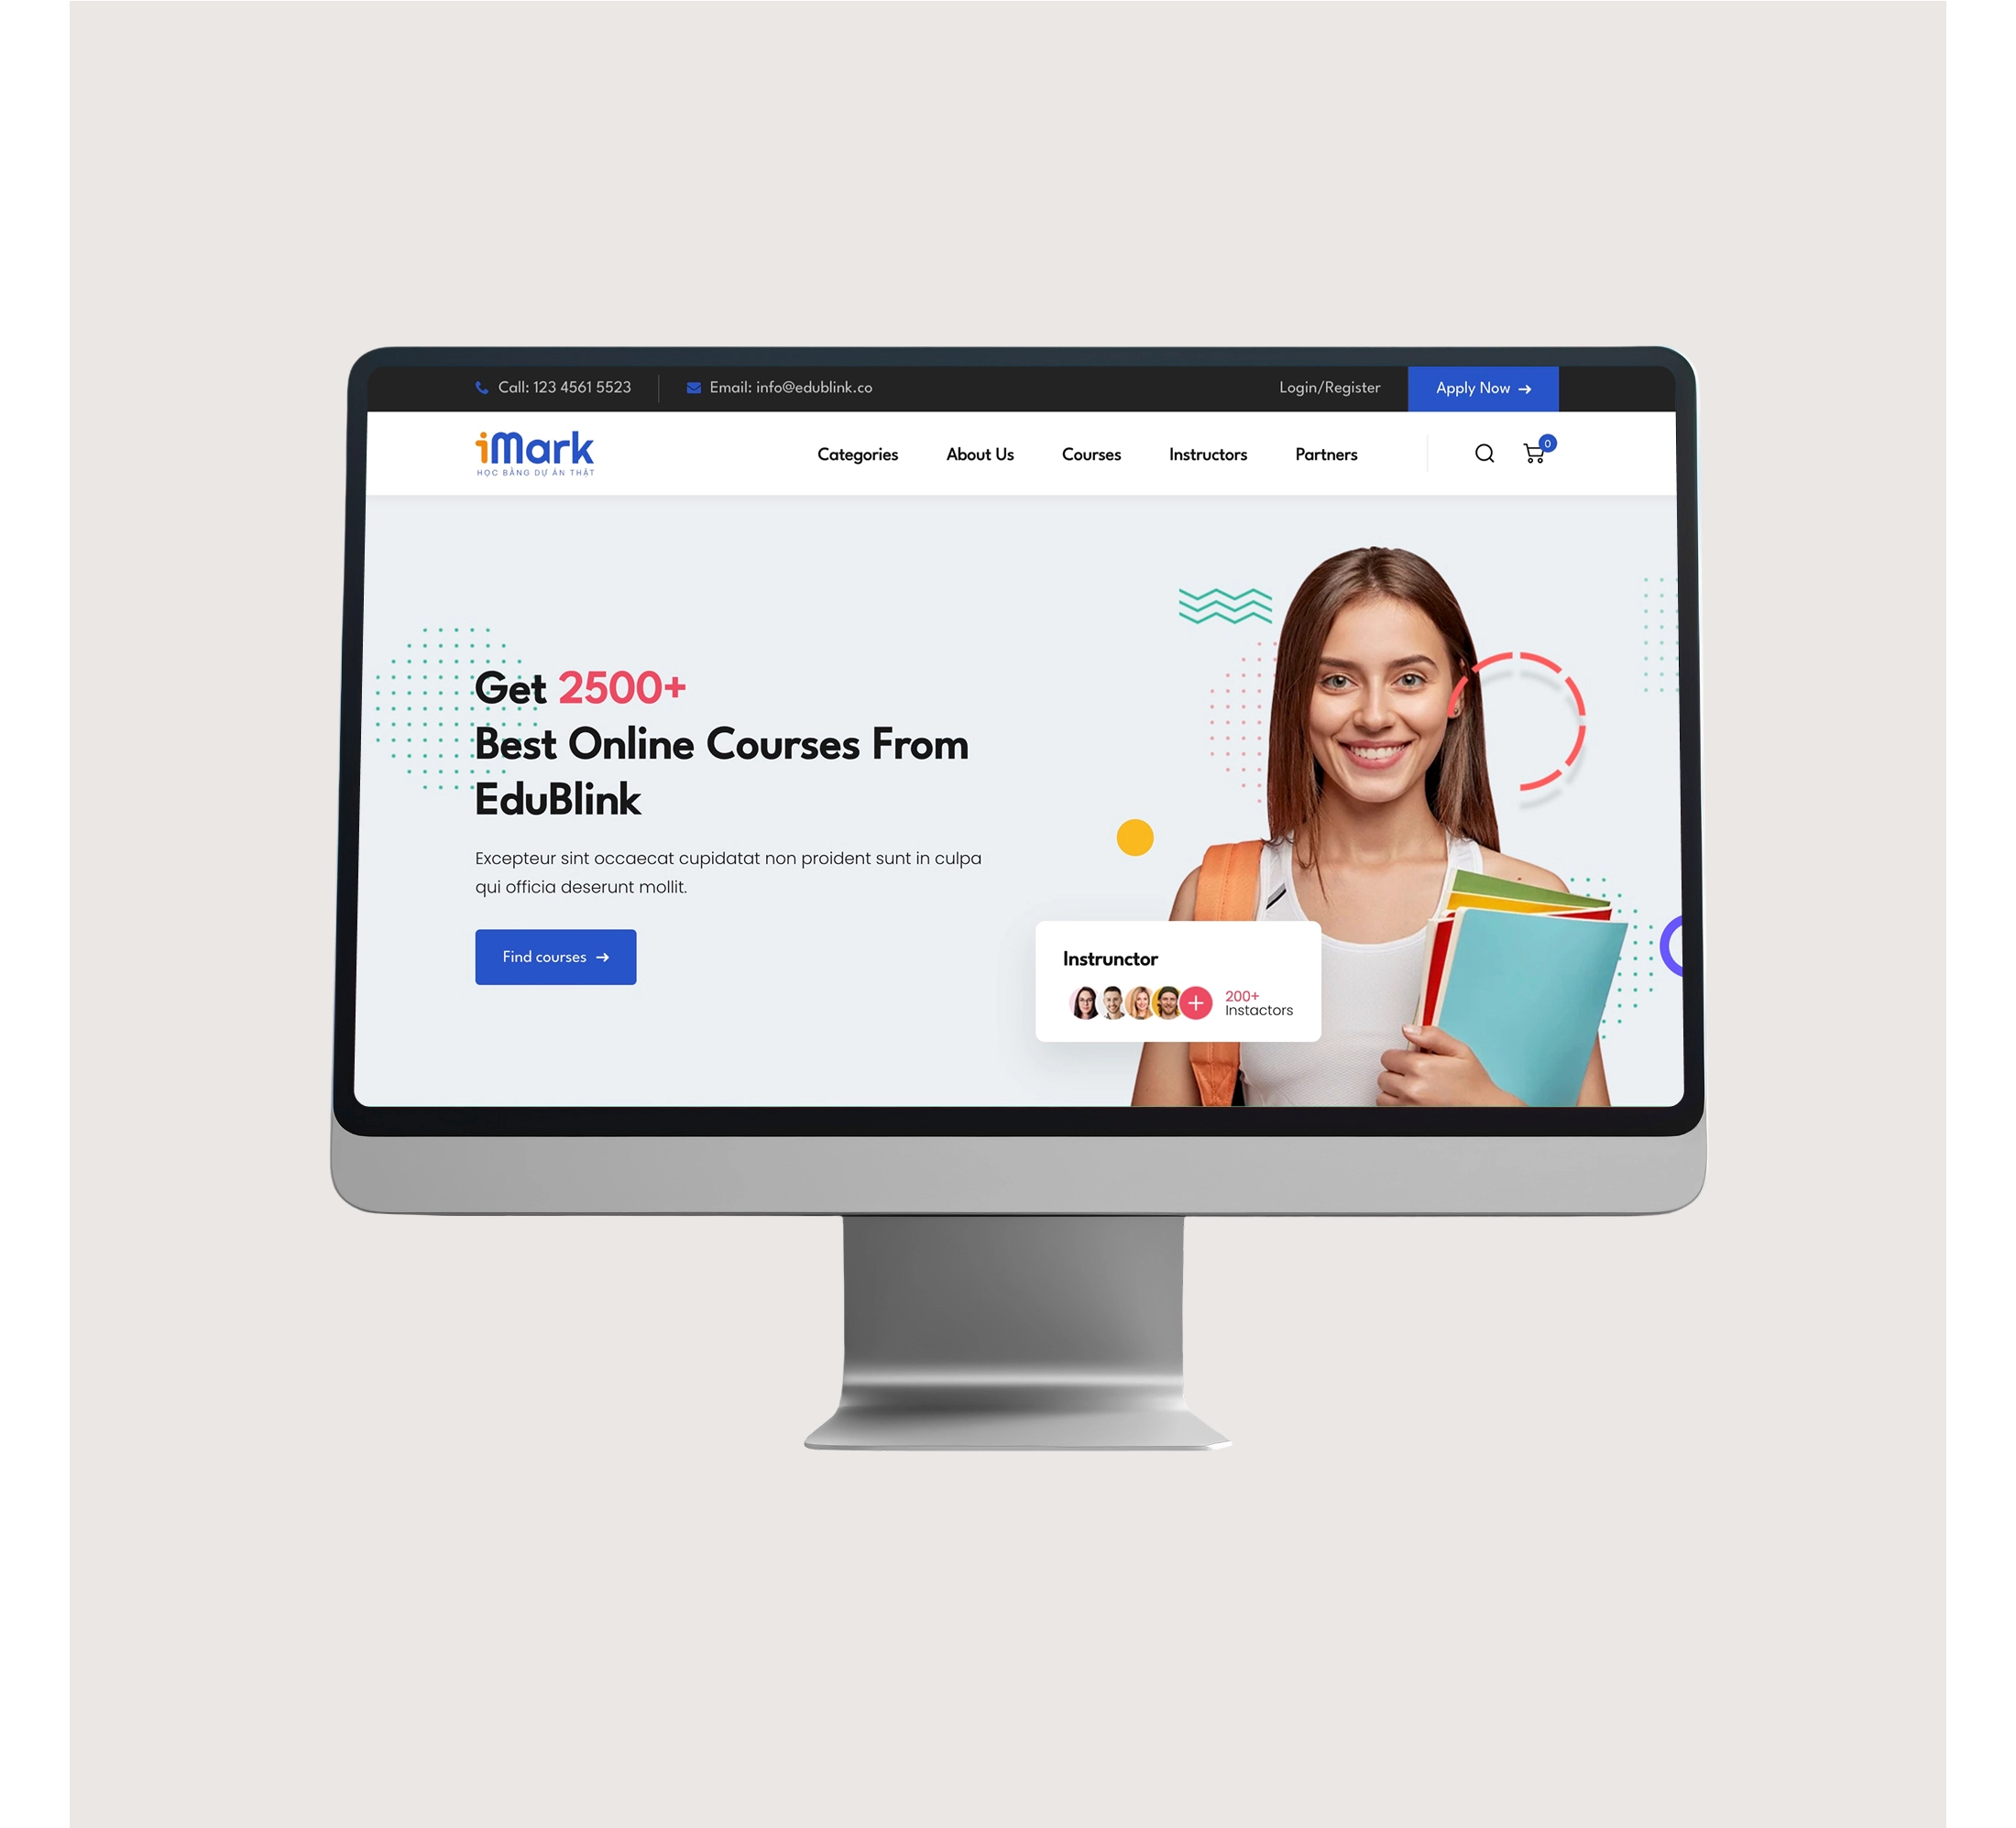 Call: 123 4561 5523
Email: info@edublink.co
Login/Register
Apply Now
iMark
HỌC BẰNG DỰ ÁN THẬT
Categories
About Us
Courses
Instructors
Partners
0
Get 2500+
Best Online Courses From
EduBlink
Excepteur sint occaecat cupidatat non proident sunt in culpa
qui officia deserunt mollit.
Find courses
Instrunctor
200+
Instactors